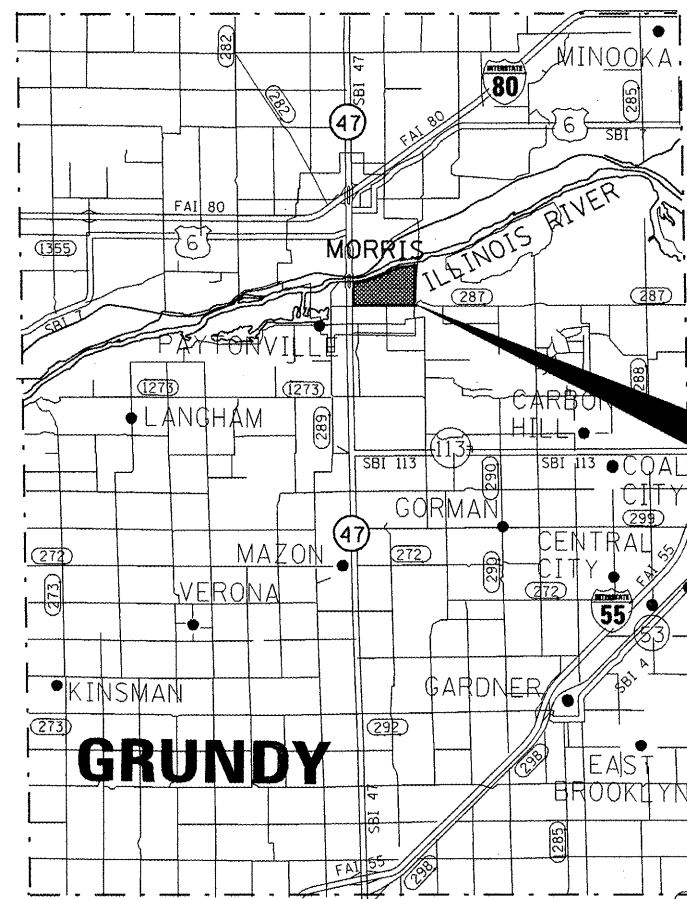 MINOOKA
282
SBI 47
INTERSTATE
80
285
282
47
FAI 80
6
SBI 7
FAI 80
1355
6
MORRIS
ILLINOIS RIVER
287
287
SBI 7
PAYTONVILLE
1273
1273
288
CARBON
HILL
LANGHAM
289
113
SBI 113
SBI 113
290
COAL
CITY
GORMAN
299
47
CENTRAL
CITY
272
MAZON
272
290
FAI 55
273
VERONA
272
INTERSTATE
55
53
KINSMAN
GARDNER
SBI 4
273
292
GRUNDY
298
EAST
BROOKLYN
SBI 47
1285
FAI 55
298